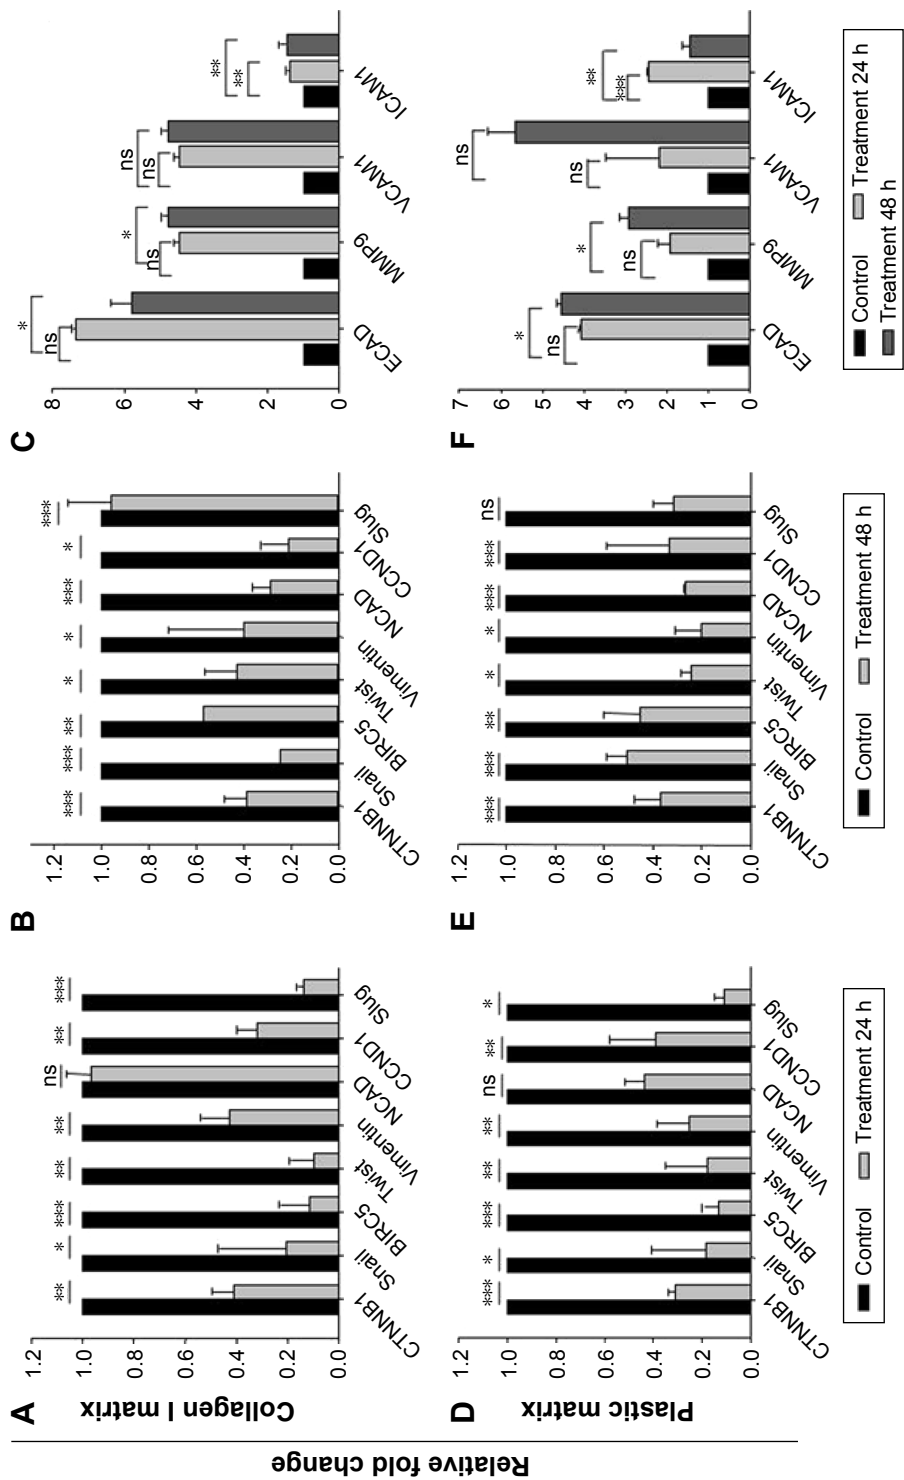 Relative fold change
Collagen I matrix
Plastic matrix
A
1.2
1.0
0.8
0.6
0.4
0.2
0.0
** * *** ** ** ns ** ***
CTNNB1 Snail BIRC5 Twist Vimentin NCAD CCND1 Slug
B
1.2
1.0
0.8
0.6
0.4
0.2
0.0
*** *** ** * * *** * ***
CTNNB1 Snail BIRC5 Twist Vimentin NCAD CCND1 Slug
C
8
6
4
2
0
ns * ns * ns ns ** **
ECAD MMP9 VCAM1 ICAM1
D
1.2
1.0
0.8
0.6
0.4
0.2
0.0
*** * *** ** ** ns ** *
CTNNB1 Snail BIRC5 Twist Vimentin NCAD CCND1 Slug
Control Treatment 24 h
E
1.2
1.0
0.8
0.6
0.4
0.2
0.0
*** *** ** * * *** *** ns
CTNNB1 Snail BIRC5 Twist Vimentin NCAD CCND1 Slug
Control Treatment 48 h
F
7
6
5
4
3
2
1
0
ns * ns * ns ns *** **
ECAD MMP9 VCAM1 ICAM1
Control Treatment 24 h
Treatment 48 h